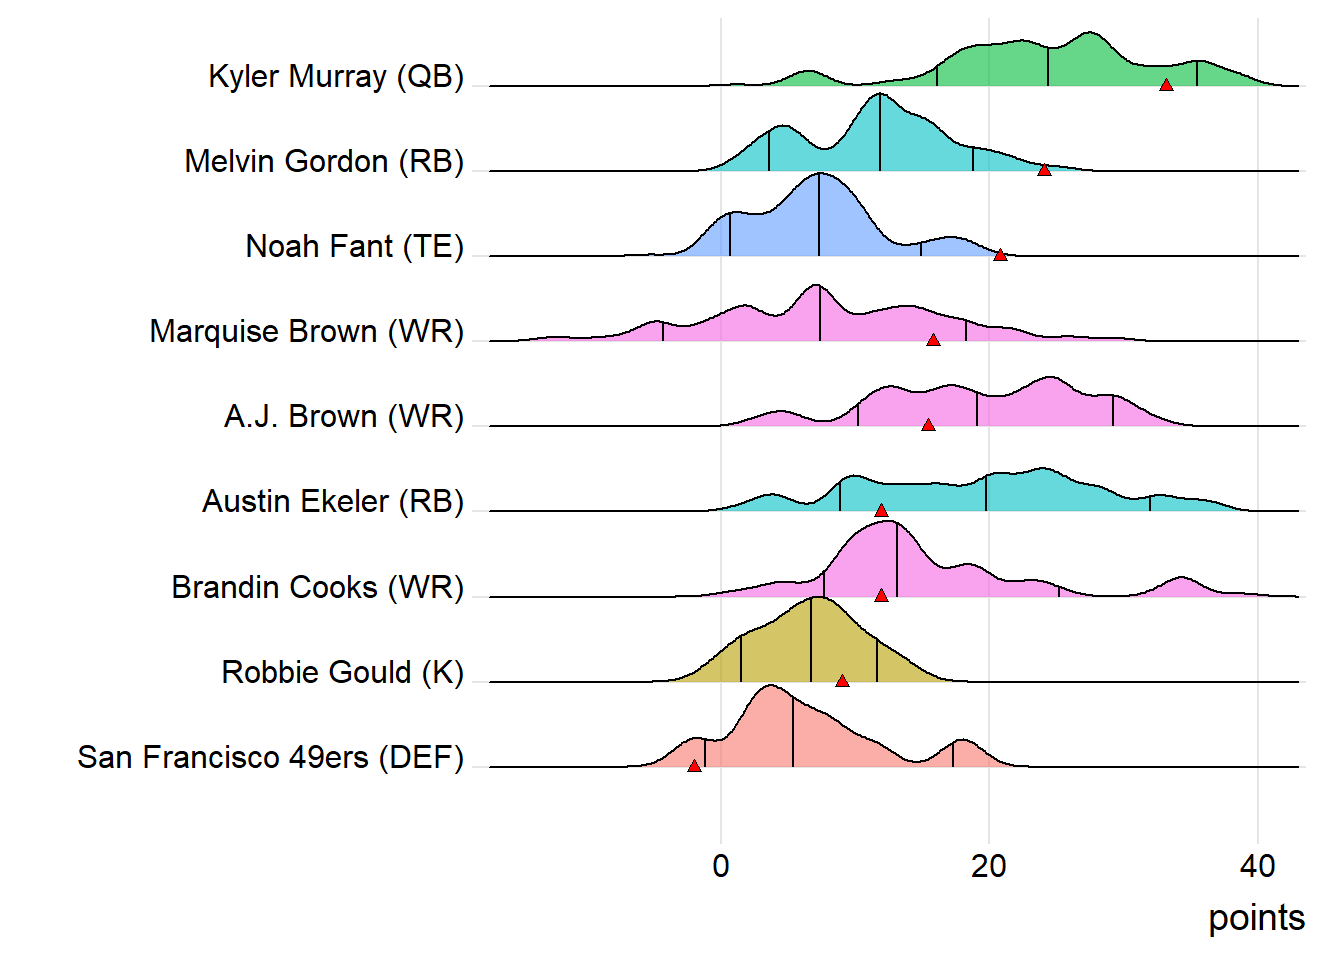 Kyler Murray (QB)
Melvin Gordon (RB)
Noah Fant (TE)
Marquise Brown (WR)
A.J. Brown (WR)
Austin Ekeler (RB)
Brandin Cooks (WR)
Robbie Gould (K)
San Francisco 49ers (DEF)
0 20 40
points